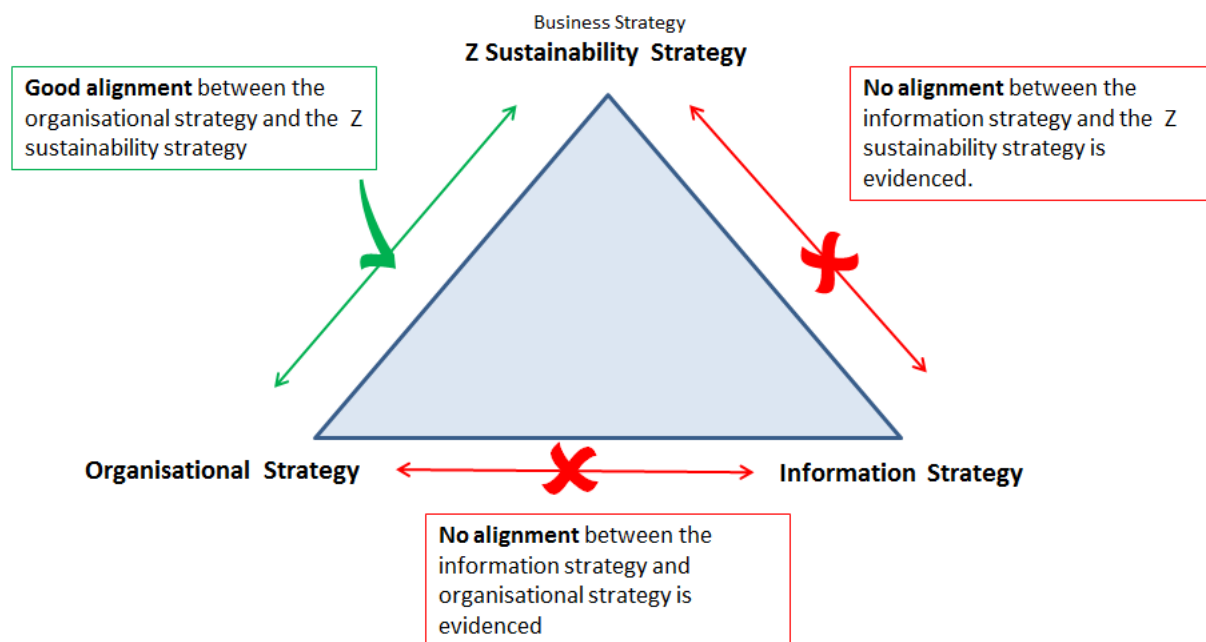 Business Strategy
Z Sustainability Strategy
Good alignment between the
organisational strategy and the Z
sustainability strategy
No alignment between the
information strategy and the Z
sustainability strategy is
evidenced.
Organisational Strategy
Information Strategy
No alignment between the
information strategy and
organisational strategy is
evidenced